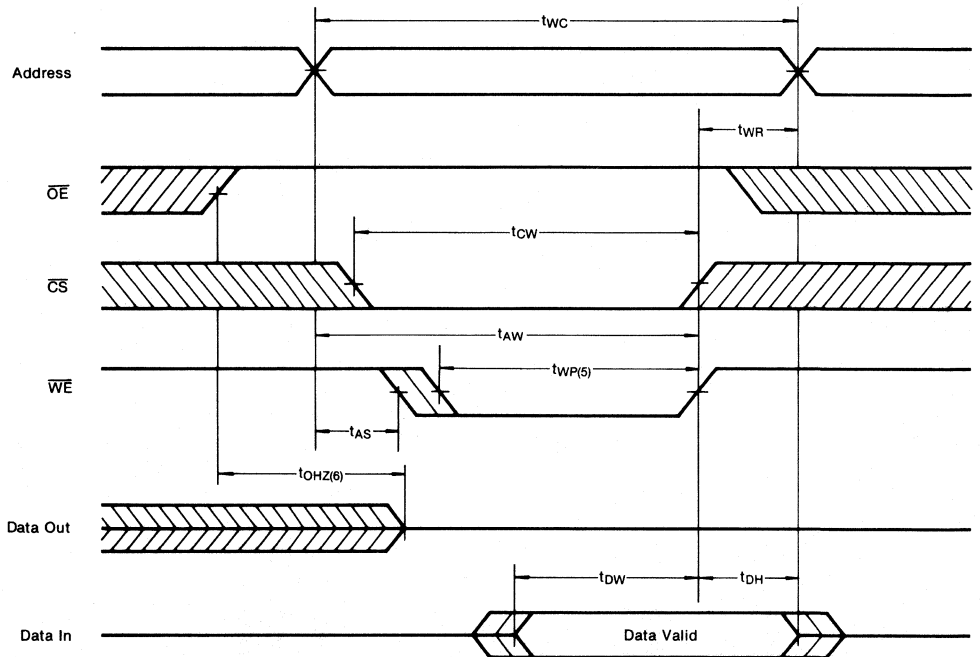 tWC
Address
tWR
OE
tCW
CS
tAW
WE
tWP(5)
tAS
tOHZ(6)
Data Out
tDW
tDH
Data In
Data Valid